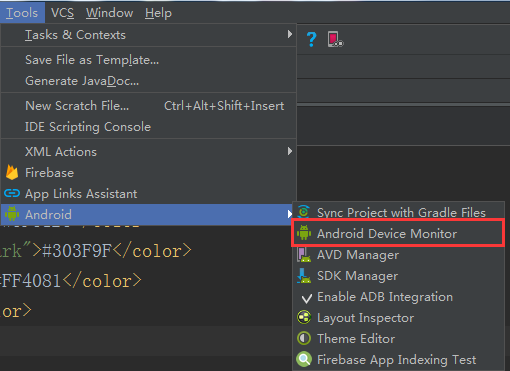 Tools VCS Window Help
Tasks & Contexts
Save File as Template...
Generate JavaDoc...
New Scratch File... Ctrl+Alt+Shift+Insert
IDE Scripting Console
XML Actions
Firebase
App Links Assistant
Android
Sync Project with Gradle Files
Android Device Monitor
AVD Manager
SDK Manager
Enable ADB Integration
Layout Inspector
Theme Editor
Firebase App Indexing Test
ark">#303F9F</color>
FF4081</color>
or>